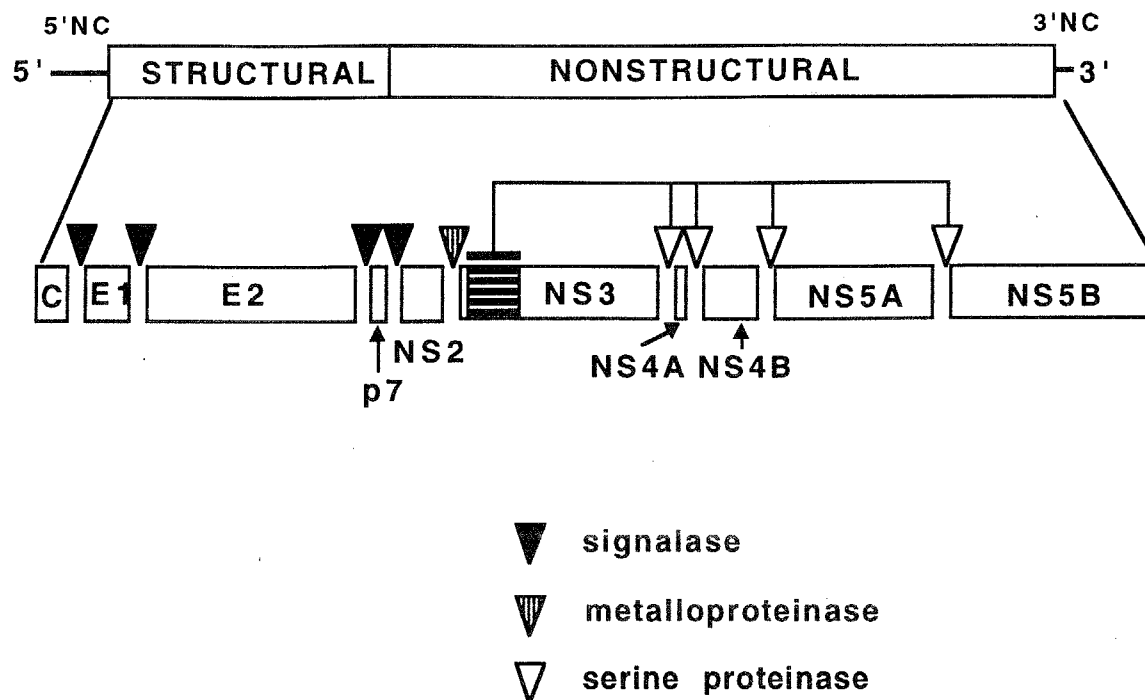 5'NC 3'NC
5' STRUCTURAL NONSTRUCTURAL 3'
C E1 E2 NS3 NS5A NS5B
NS2 NS4A NS4B
p7
signalase
metalloproteinase
serine proteinase